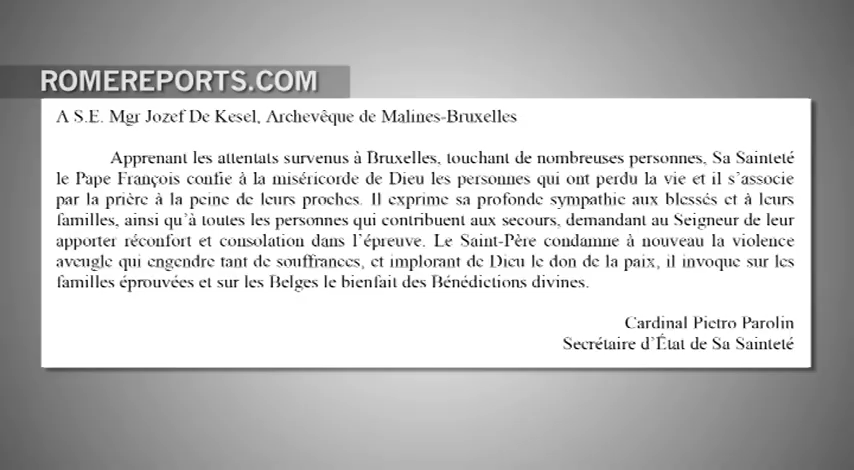 ROMEREPORTS.COM
A S.E. Mgr Jozef De Kesel, Archevêque de Malines-Bruxelles
Apprenant les attentats survenus à Bruxelles, touchant de nombreuses personnes, Sa Sainteté
le Pape François confie à la miséricorde de Dieu les personnes qui ont perdu la vie et il s'associe
par la prière à la peine de leurs proches. Il exprime sa profonde sympathie aux blessés et à leurs
familles, ainsi qu'à toutes les personnes qui contribuent aux secours, demandant au Seigneur de leur
apporter réconfort et consolation dans l'épreuve. Le Saint-Père condamne à nouveau la violence
aveugle qui engendre tant de souffrances, et implorant de Dieu le don de la paix, il invoque sur les
familles éprouvées et sur les Belges le bienfait des Bénédictions divines.
Cardinal Pietro Parolin
Secrétaire d'État de Sa Sainteté